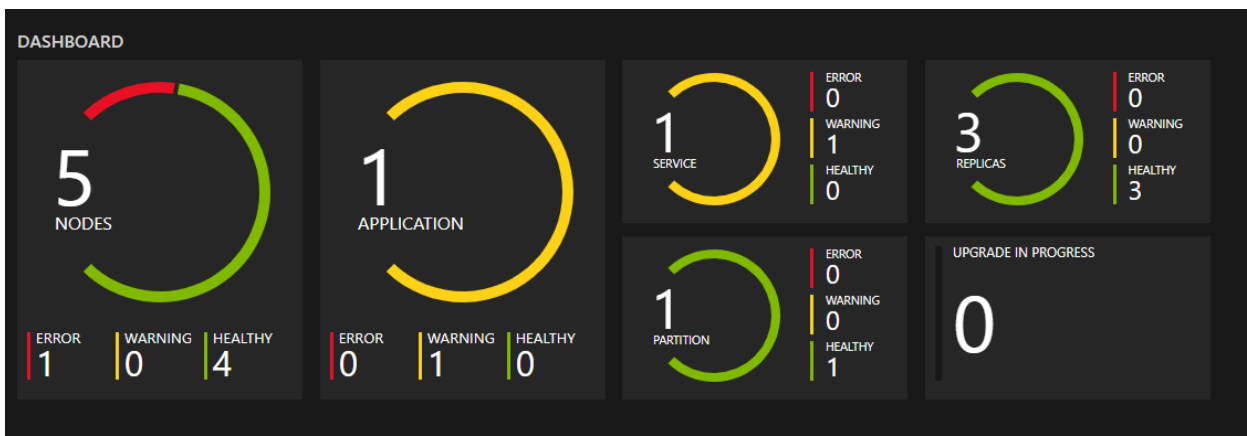 DASHBOARD
5
NODES
ERROR
1
WARNING
0
HEALTHY
4
1
APPLICATION
ERROR
0
WARNING
1
HEALTHY
0
1
SERVICE
ERROR
0
WARNING
1
HEALTHY
0
3
REPLICAS
ERROR
0
WARNING
0
HEALTHY
3
1
PARTITION
ERROR
0
WARNING
0
HEALTHY
1
UPGRADE IN PROGRESS
0